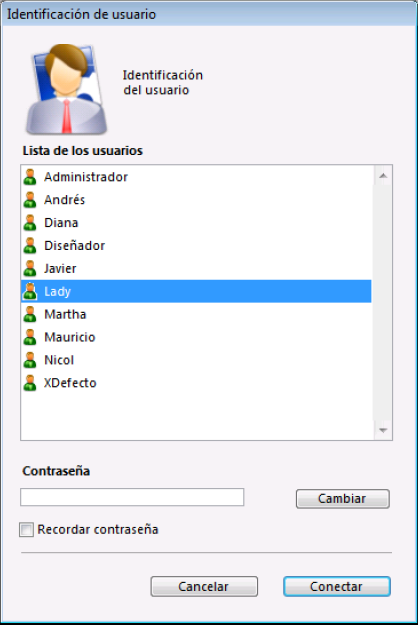 Identificación de usuario
Identificación
del usuario
Lista de los usuarios
Administrador
Andrés
Diana
Diseñador
Javier
Lady
Martha
Mauricio
Nicol
XDefecto
Contraseña
Cambiar
Recordar contraseña
Cancelar
Conectar